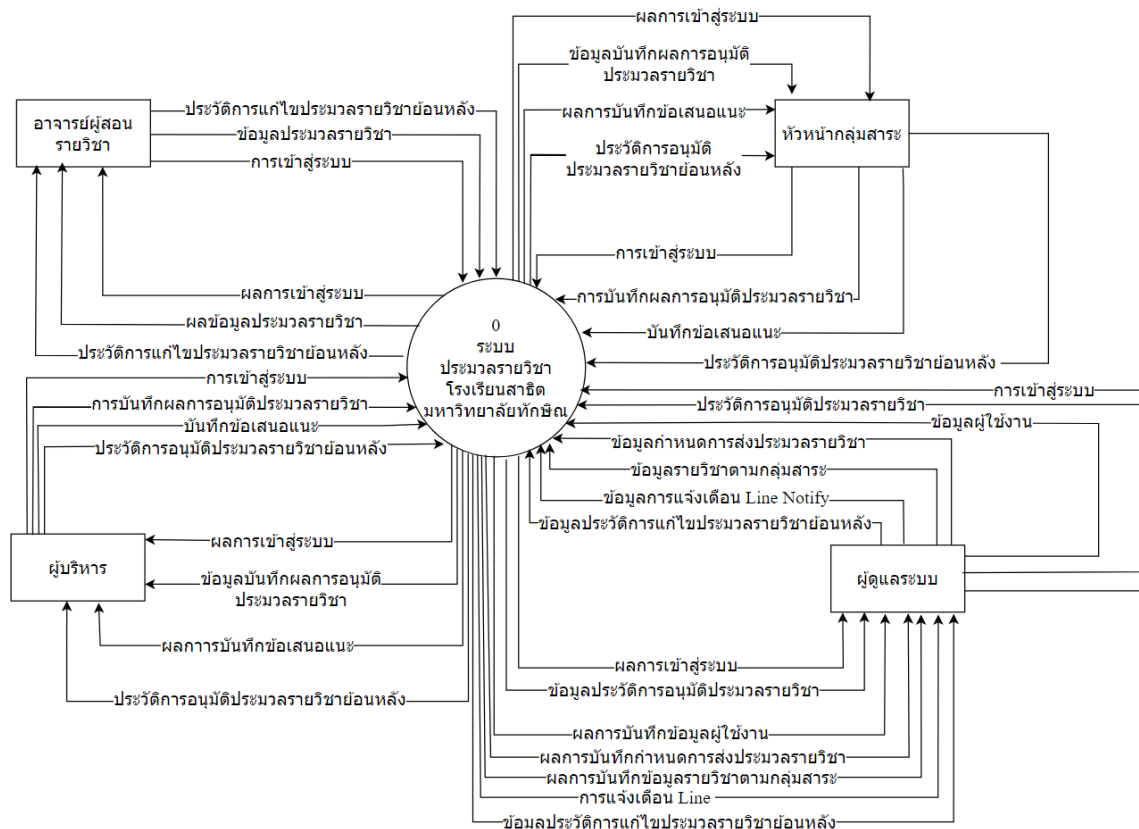 ผลการเข้าสู่ระบบ
ข้อมูลบันทึกผลการอนุมัติ
ประมวลรายวิชา
ประวัติการแก้ไขประมวลรายวิชาย้อนหลัง
ผลการบันทึกข้อเสนอแนะ
อาจารย์ผู้สอน
รายวิชา
ข้อมูลประมวลรายวิชา
หัวหน้ากลุ่มสาระ
การเข้าสู่ระบบ
ประวัติการอนุมัติ
ประมวลรายวิชาย้อนหลัง
การเข้าสู่ระบบ
ผลการเข้าสู่ระบบ
การบันทึกผลการอนุมัติประมวลรายวิชา
ผลข้อมูลประมวลรายวิชา
บันทึกข้อเสนอแนะ
0
ระบบ
ประมวลรายวิชา
โรงเรียนสาธิต
มหาวิทยาลัยทักษิณ
ประวัติการแก้ไขประมวลรายวิชาย้อนหลัง
ประวัติการอนุมัติประมวลรายวิชาย้อนหลัง
การเข้าสู่ระบบ
การเข้าสู่ระบบ
การบันทึกผลการอนุมัติประมวลรายวิชา
ประวัติการอนุมัติประมวลรายวิชา
บันทึกข้อเสนอแนะ
ข้อมูลผู้ใช้งาน
ประวัติการอนุมัติประมวลรายวิชาย้อนหลัง
ข้อมูลกำหนดการส่งประมวลรายวิชา
ข้อมูลรายวิชาตามกลุ่มสาระ
ข้อมูลการแจ้งเตือน Line Notify
ข้อมูลประวัติการแก้ไขประมวลรายวิชาย้อนหลัง
ผลการเข้าสู่ระบบ
ผู้บริหาร
ผู้ดูแลระบบ
ข้อมูลบันทึกผลการอนุมัติ
ประมวลรายวิชา
ผลการบันทึกข้อเสนอแนะ
ผลการเข้าสู่ระบบ
ข้อมูลประวัติการอนุมัติประมวลรายวิชา
ประวัติการอนุมัติประมวลรายวิชาย้อนหลัง
ผลการบันทึกข้อมูลผู้ใช้งาน
ผลการบันทึกกำหนดการส่งประมวลรายวิชา
ผลการบันทึกข้อมูลรายวิชาตามกลุ่มสาระ
การแจ้งเตือน Line
ข้อมูลประวัติการแก้ไขประมวลรายวิชาย้อนหลัง